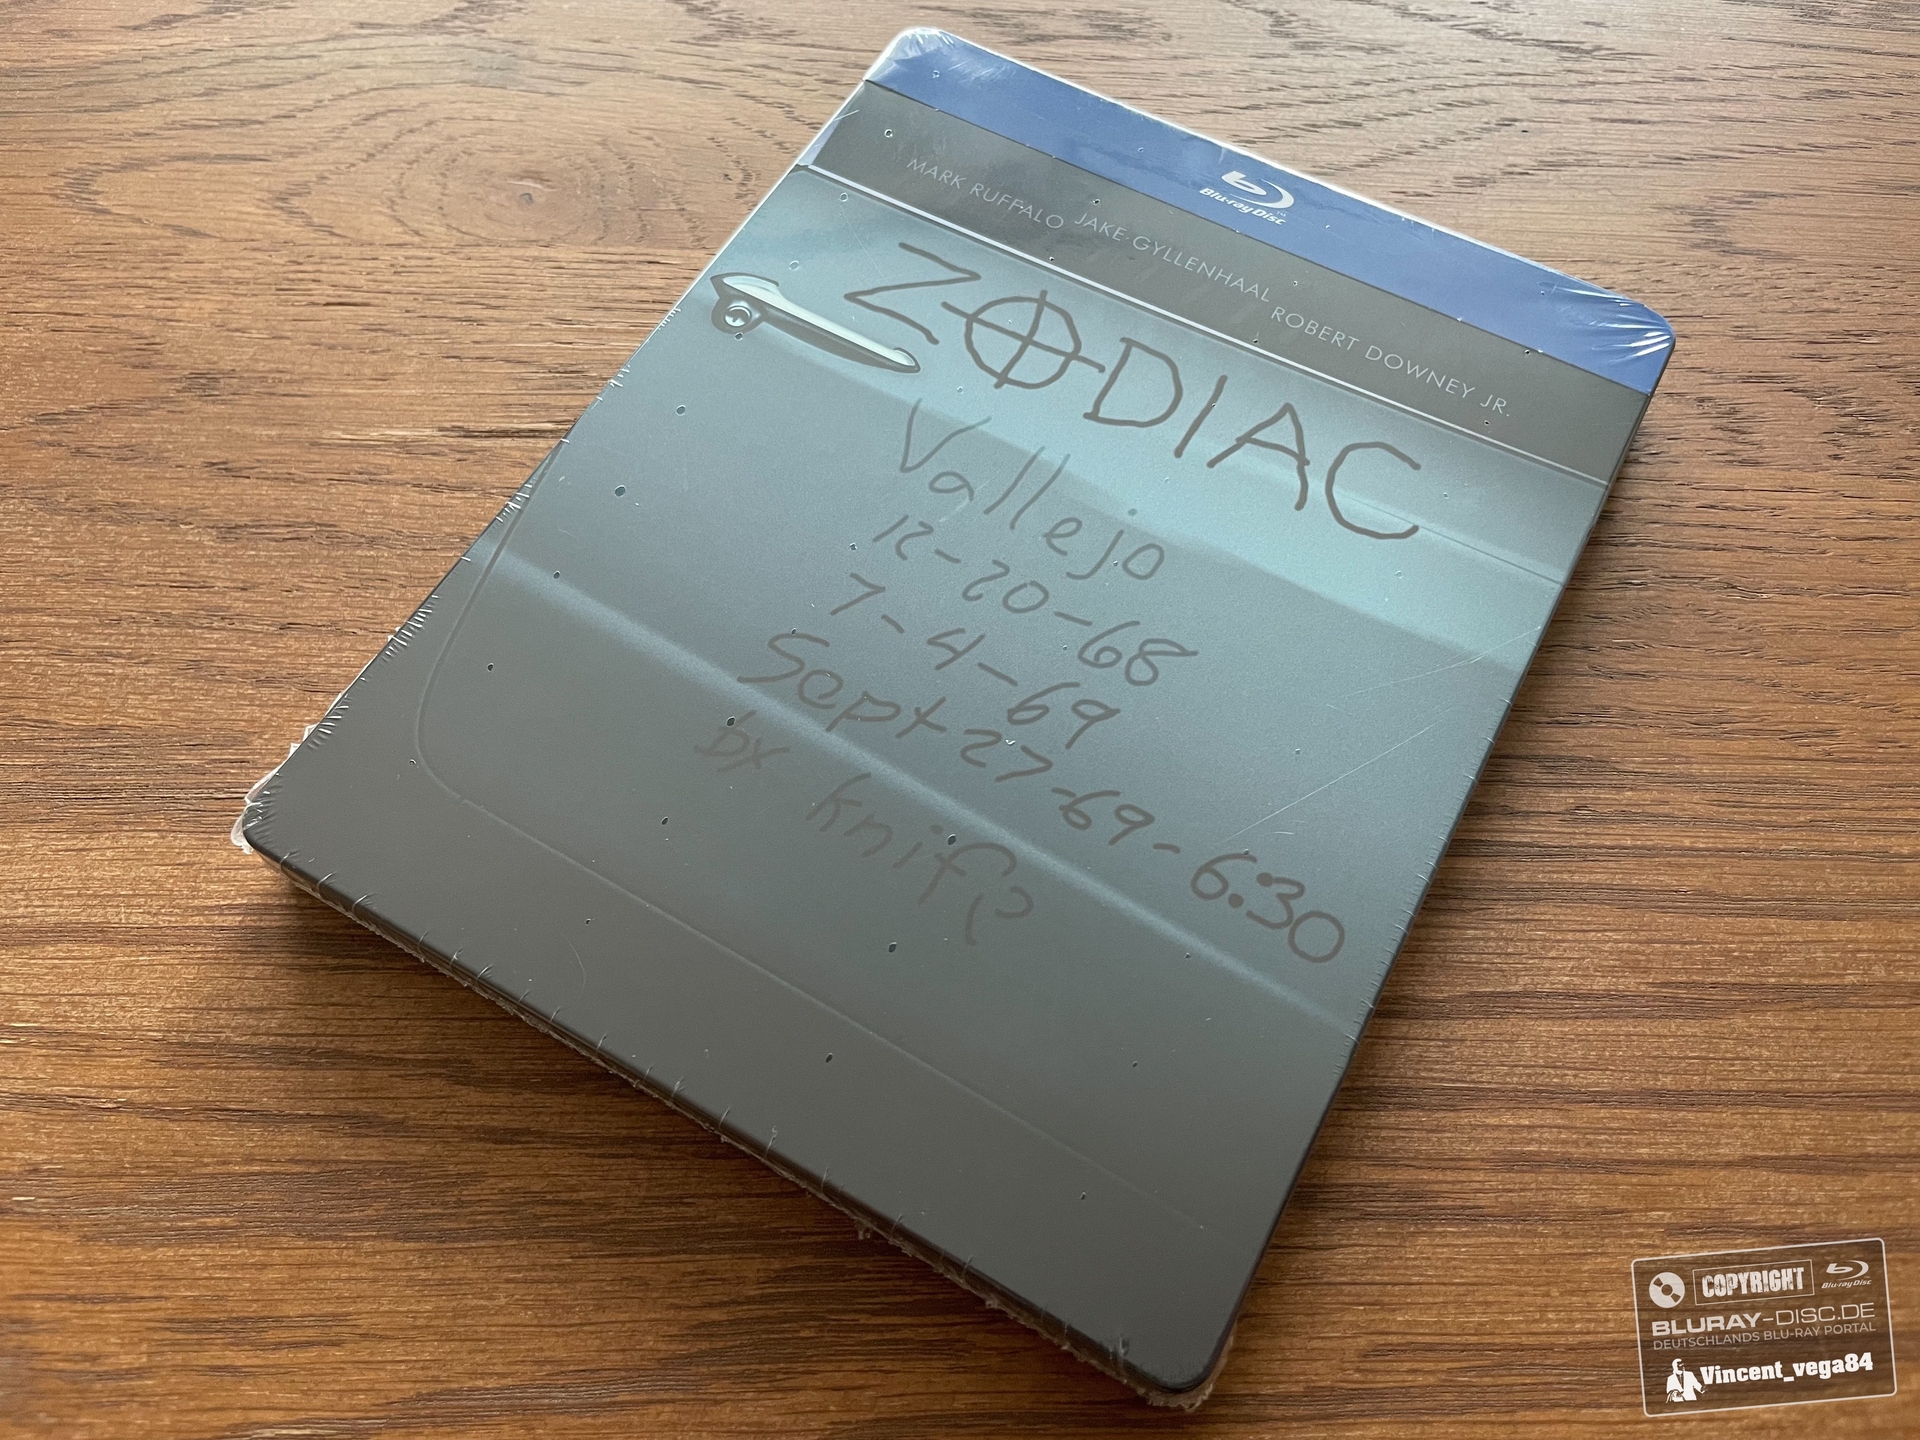 Blu-ray Disc™
MARK RUFFALO JAKE GYLLENHAAL ROBERT DOWNEY JR.
ZODIAC
Vallejo
12-20-68
7-4-69
Sept 27-69-6:30
by knife
COPYRIGHT Blu-ray Disc
BLURAY-DISC.DE
DEUTSCHLANDS BLU-RAY PORTAL
Vincent_vega84